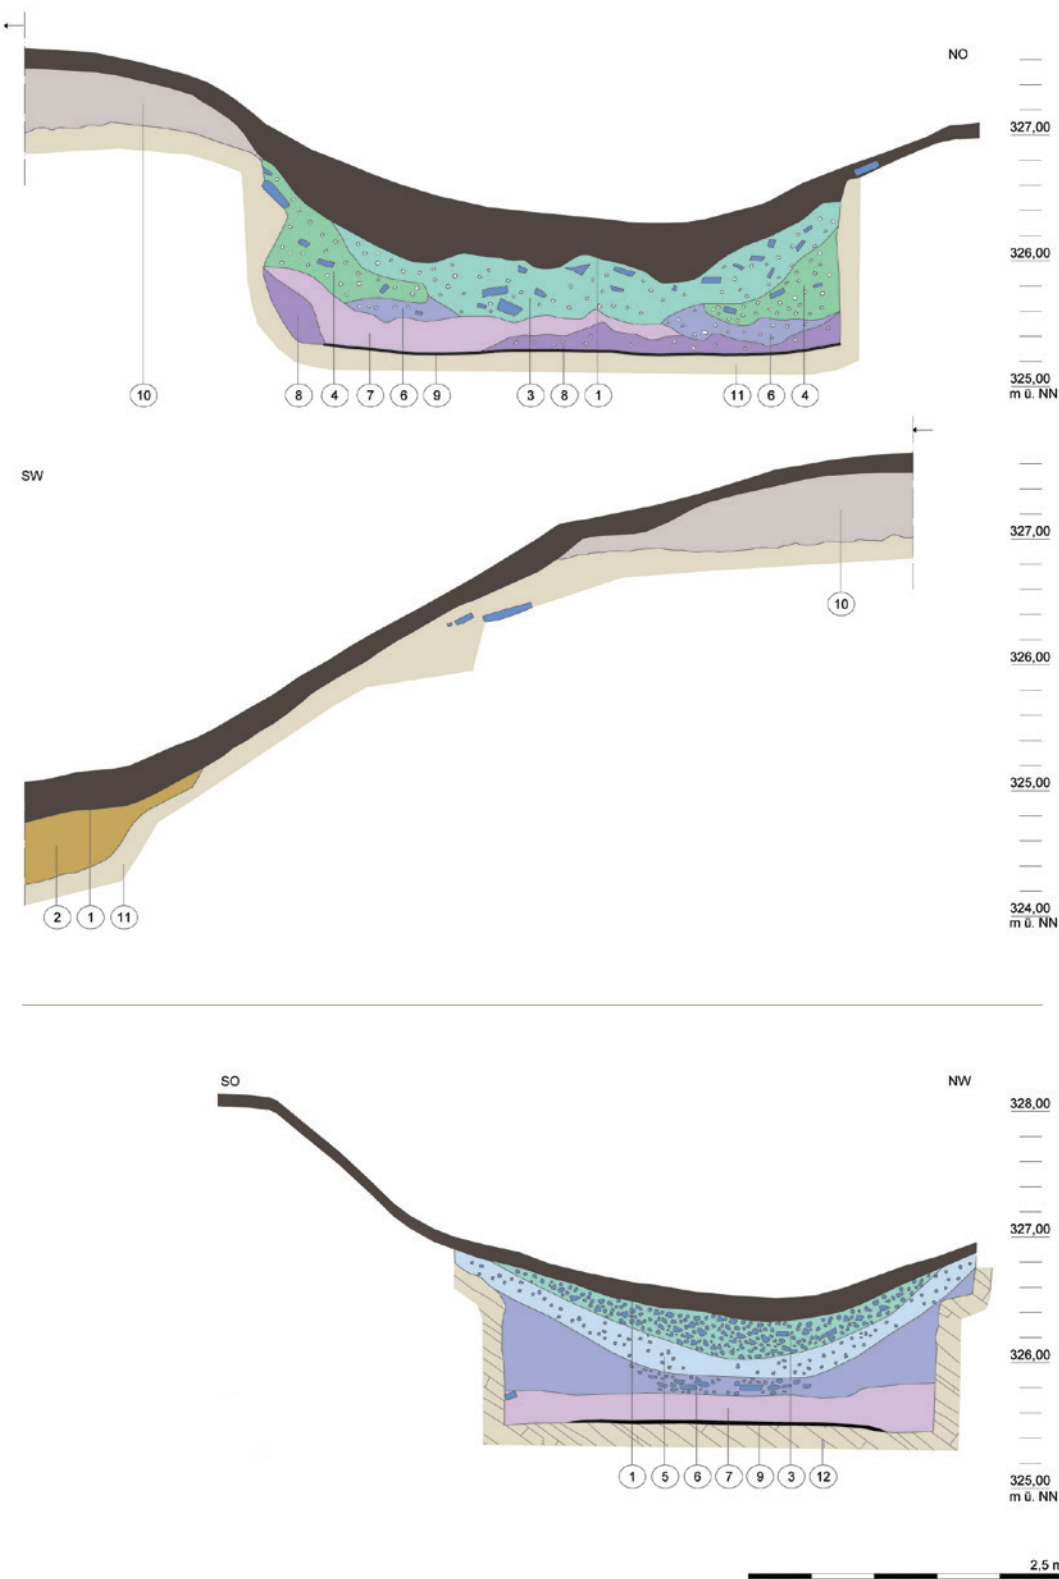 NO
327,00
326,00
325,00
m ü. NN
10 8 4 7 6 9 3 8 1 11 6 4
SW
327,00
10
326,00
325,00
324,00
m ü. NN
2 1 11
SO
NW
328,00
327,00
326,00
325,00
m ü. NN
1 5 6 7 9 3 12
2,5 m